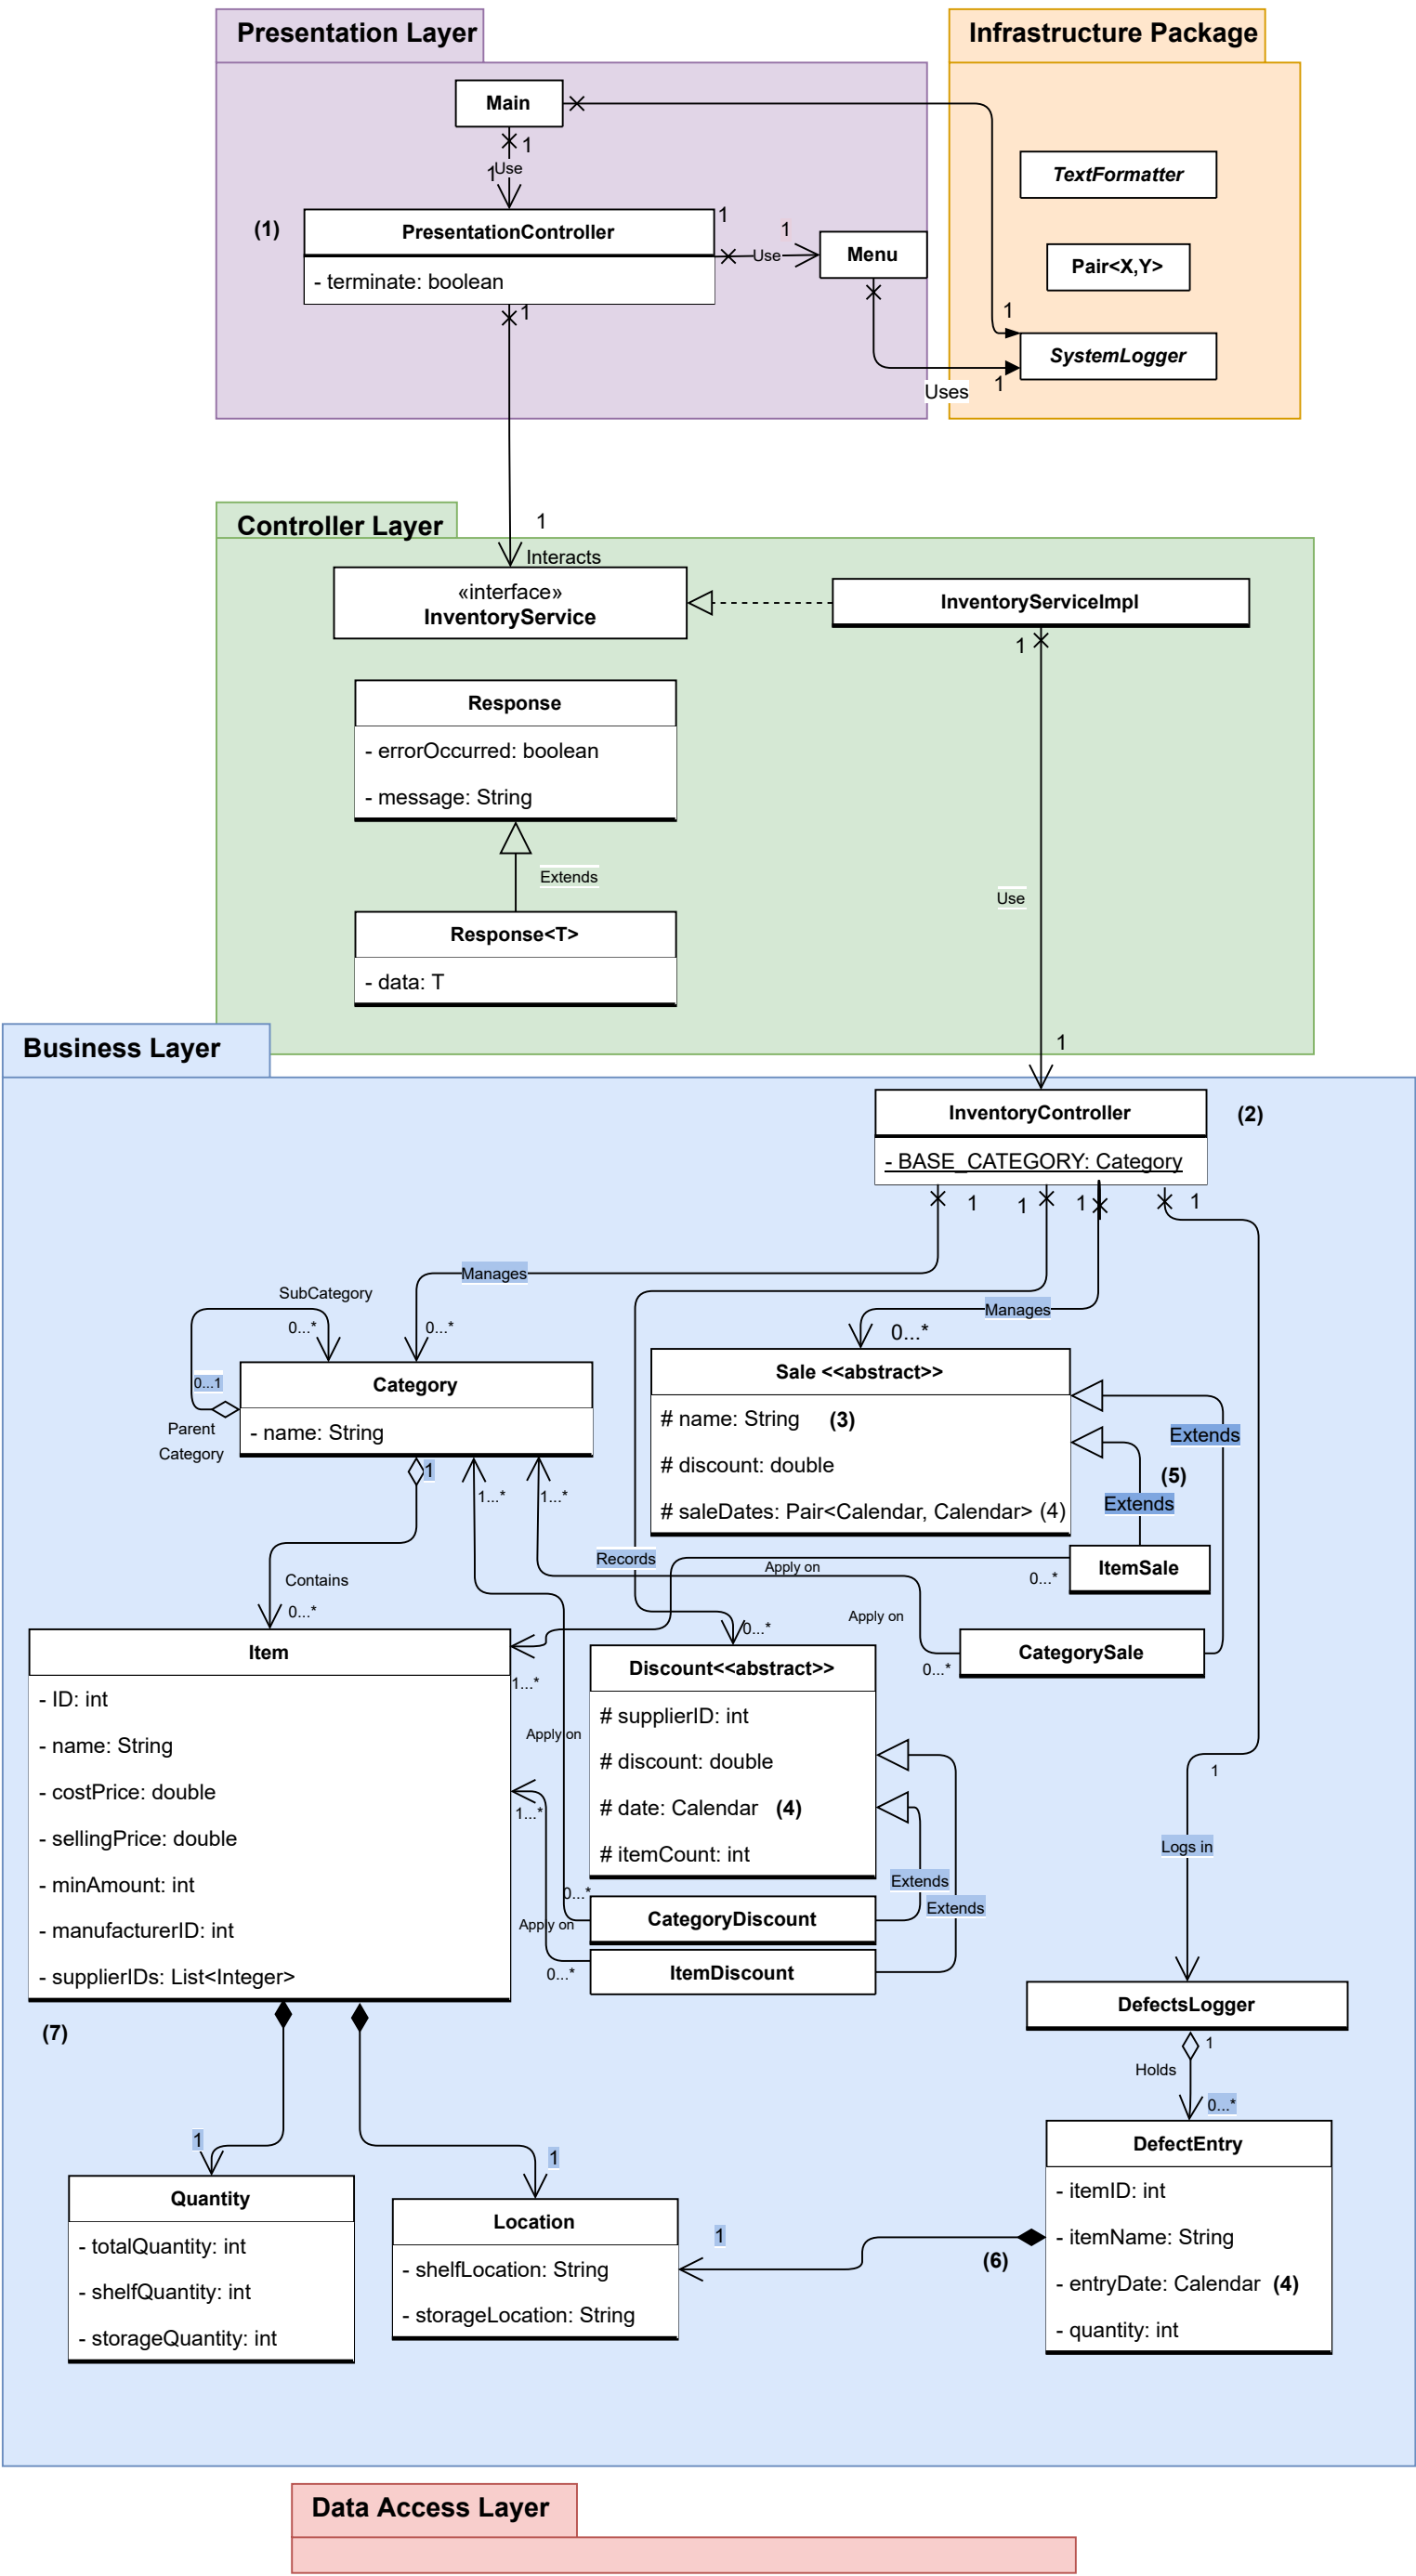 Presentation Layer
Infrastructure Package
Main
1
Use
1
TextFormatter
(1)
PresentationController
1
1
- terminate: boolean
Use
Menu
Pair<X,Y>
1
1
SystemLogger
1
Uses
Controller Layer
1
Interacts
«interface»
InventoryService
InventoryServiceImpl
1
Response
- errorOccurred: boolean
- message: String
Extends
Use
Response<T>
- data: T
Business Layer
1
InventoryController
(2)
- BASE_CATEGORY: Category
1
1
1
1
Manages
SubCategory
Manages
0...*
0...*
0...*
Category
- name: String
0...1
Parent
Category
Sale <<abstract>>
# name: String
(3)
# discount: double
# saleDates: Pair<Calendar, Calendar> (4)
Extends
(5)
Extends
1
1...*
1...*
Records
Apply on
ItemSale
0...*
Contains
0...*
Apply on
0...*
CategorySale
0...*
Item
- ID: int
- name: String
- costPrice: double
- sellingPrice: double
- minAmount: int
- manufacturerID: int
- supplierIDs: List<Integer>
1...*
Apply on
1...*
Discount<<abstract>>
# supplierID: int
# discount: double
# date: Calendar
(4)
# itemCount: int
1
Logs in
Extends
Extends
0...*
CategoryDiscount
Apply on
0...*
ItemDiscount
DefectsLogger
(7)
1
Holds
0...*
1
1
Quantity
- totalQuantity: int
- shelfQuantity: int
- storageQuantity: int
Location
- shelfLocation: String
- storageLocation: String
1
(6)
DefectEntry
- itemID: int
- itemName: String
- entryDate: Calendar
(4)
- quantity: int
Data Access Layer